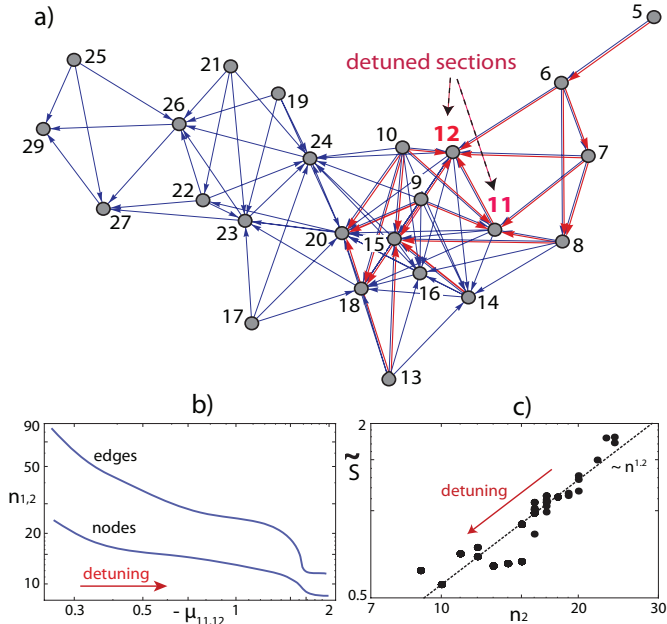 a)
5
25
21
6
detuned sections
19
26
24
10
12
7
29
9
11
22
27
23
20
15
8
16
14
18
17
13
b)
c)
90
edges
50
n1,2
20
nodes
10
detuning
0.3
0.5
1
2
- μ11,12
2
S̃
~ n^1.2
detuning
0.5
7
10
20
30
n2